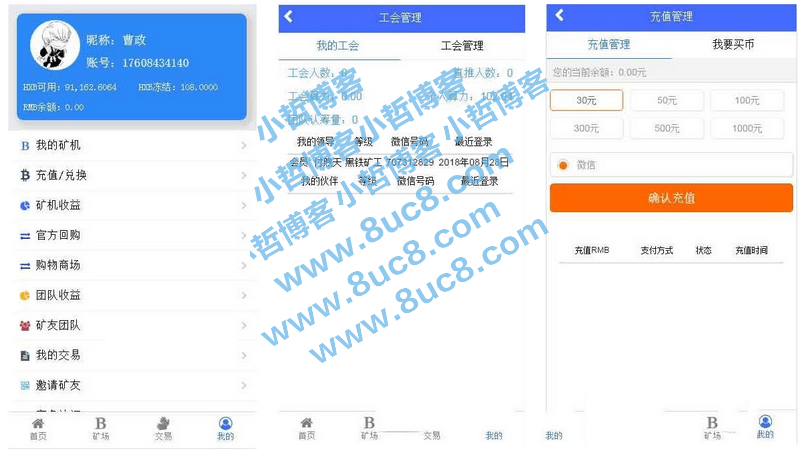 昵称：曹政
账号：17608434140
HXB可用：91,162.6064 HXB冻结：108.0000
RMB余额：0.00
我的矿机
充值/兑换
矿机收益
官方回购
购物商场
团队收益
矿友团队
我的交易
邀请矿友
首页 矿场 交易 我的
工会管理
我的工会 工会管理
工会人数：0 直推人数：0
工会算力：0.00 个人算力：
团队认筹量：0
我的领导 等级 微信号码 最近登录
会员 付胜天 黑铁矿工 707312829 2018年08月28日
我的伙伴 等级 微信号码 最近登录
首页 矿场 交易 我的
充值管理
充值管理 我要买币
您的当前余额：0.00元
30元 50元 100元
300元 500元 1000元
微信
确认充值
充值RMB 支付方式 状态 充值时间
我的 矿场 我的
小哲博客 小哲博客
小哲博客 小哲博客
小哲博客 小哲博客
www.8uc8.com
www.8uc8.com